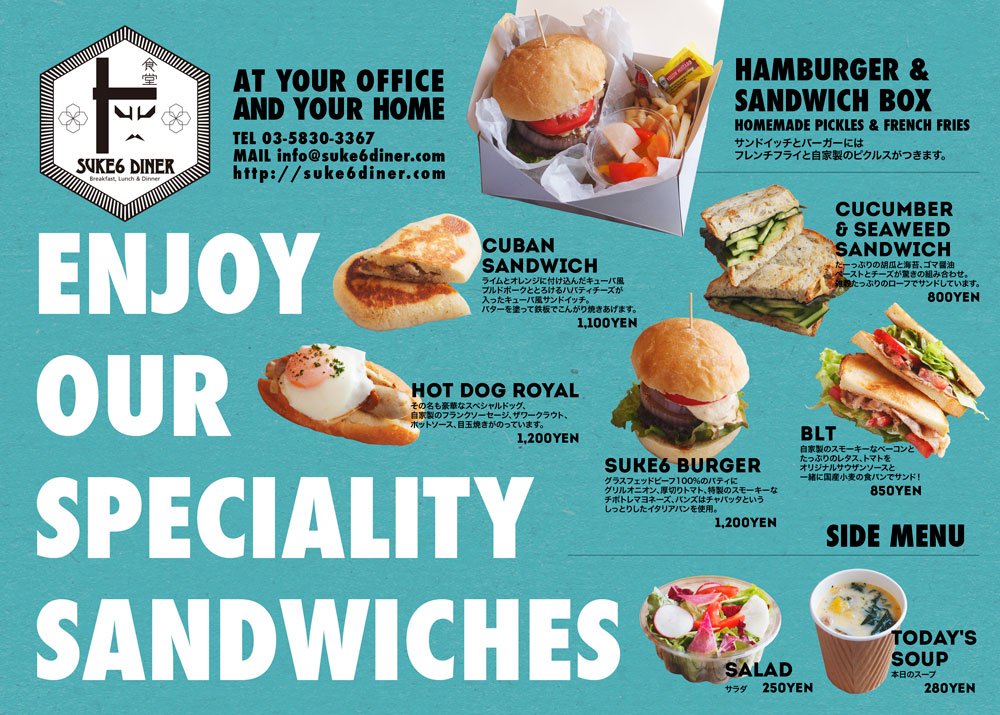 食堂
SUKE6 DINER
Breakfast, Lunch & Dinner
AT YOUR OFFICE
AND YOUR HOME
TEL 03-5830-3367
MAIL info@suke6diner.com
http://suke6diner.com
HAMBURGER &
SANDWICH BOX
HOMEMADE PICKLES & FRENCH FRIES
サンドイッチとバーガーには
フレンチフライと自家製のピクルスがつきます。
ENJOY
OUR
SPECIALITY
SANDWICHES
CUBAN
SANDWICH
ライムとオレンジに付け込んだキューバ風
プルドポークととろけるハバティチーズが
入ったキューバ風サンドイッチ。
バターを塗って鉄板でこんがり焼きあげます。
1,100YEN
CUCUMBER
& SEAWEED
SANDWICH
たーっぷりの胡瓜と海苔、ゴマ醤油
ペーストとチーズが驚きの組み合わせ。
雑穀たっぷりのローフでサンドしています。
800YEN
HOT DOG ROYAL
その名も豪華なスペシャルドッグ、
自家製のフランクソーセージ、ザワークラウト、
ホットソース、目玉焼きがのっています。
1,200YEN
SUKE6 BURGER
グラスフェッドビーフ100%のパティに
グリルオニオン、厚切りトマト、特製のスモーキーな
チポトレマヨネーズ、バンズはチャバッタという
しっとりしたイタリアパンを使用。
1,200YEN
BLT
自家製のスモーキーなベーコンと
たっぷりのレタス、トマトを
オリジナルサウザンソースと
一緒に国産小麦の食パンでサンド!
850YEN
SIDE MENU
SALAD
サラダ 250YEN
TODAY'S
SOUP
本日のスープ
280YEN